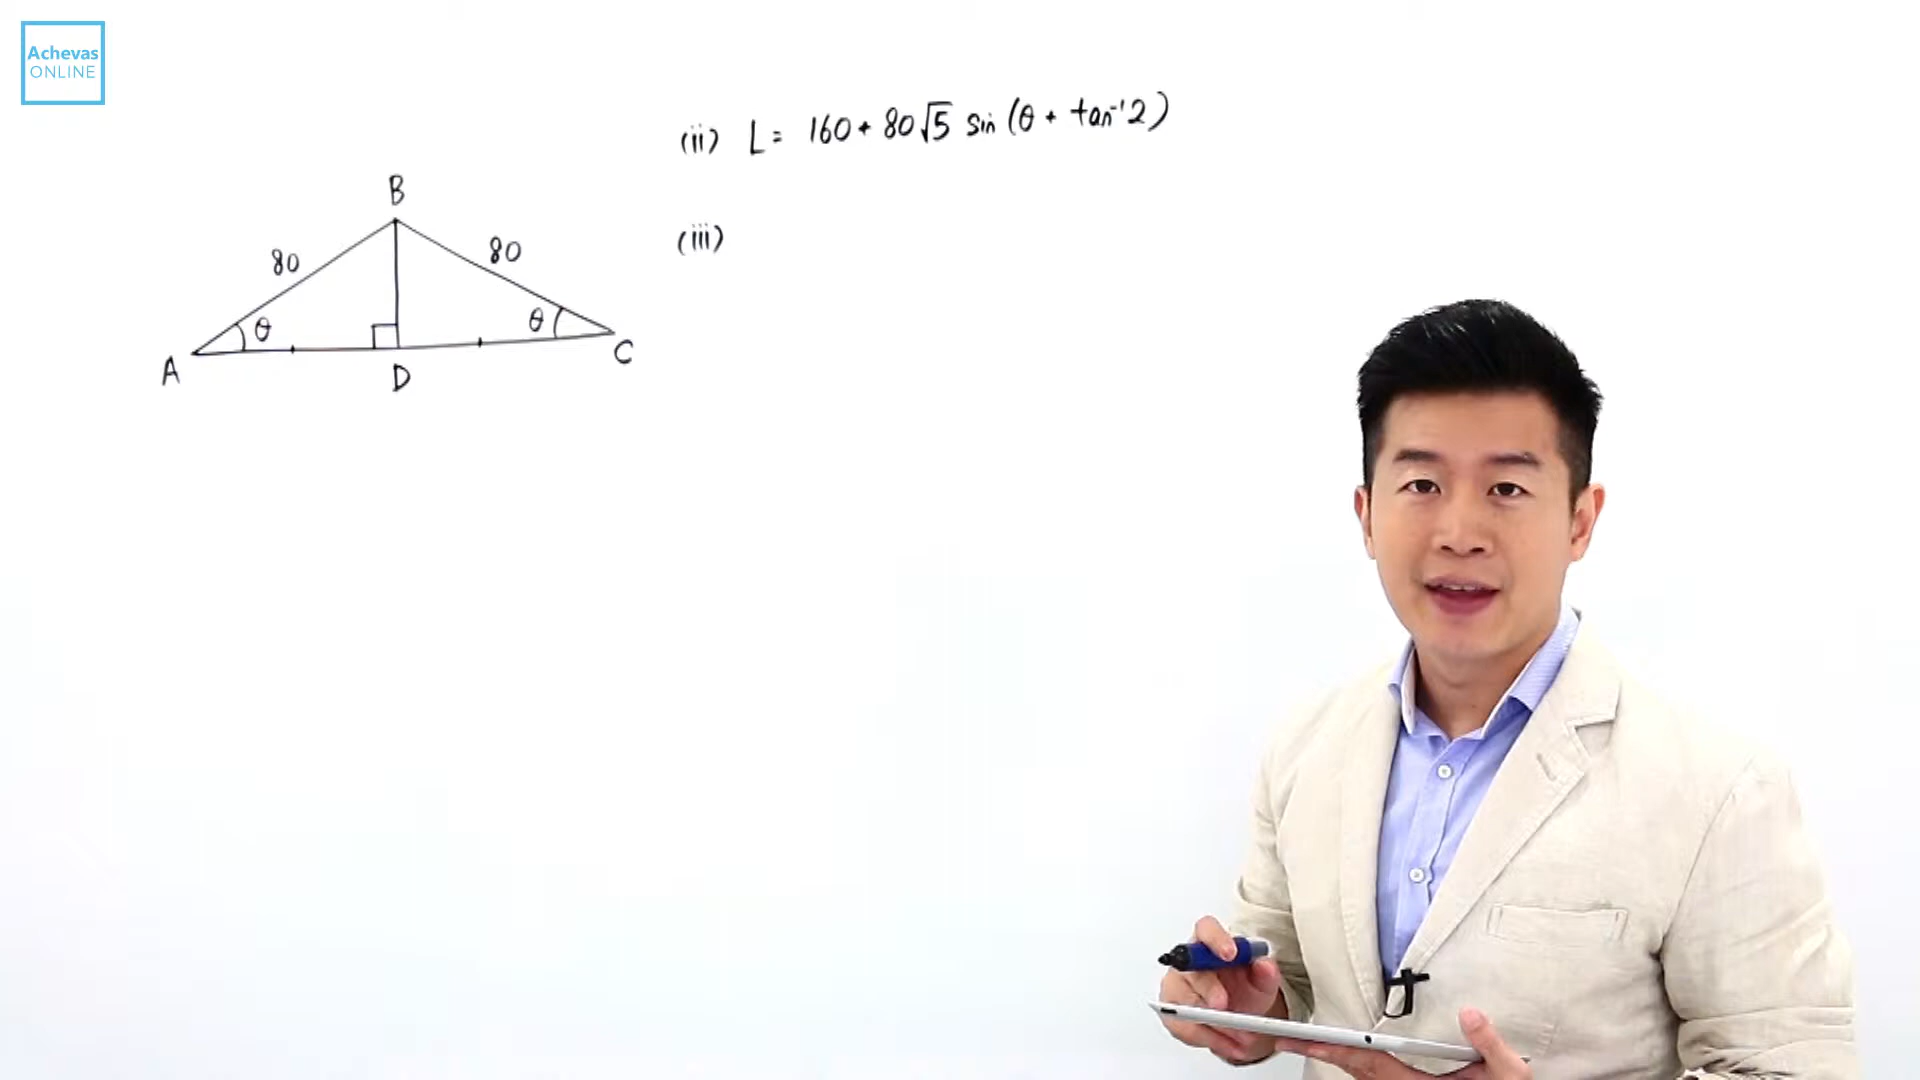 Achevas
ONLINE
(ii) L = 160 + 80√5 sin (θ + tan⁻¹2)
B
80
80
(iii)
θ
θ
A
D
C